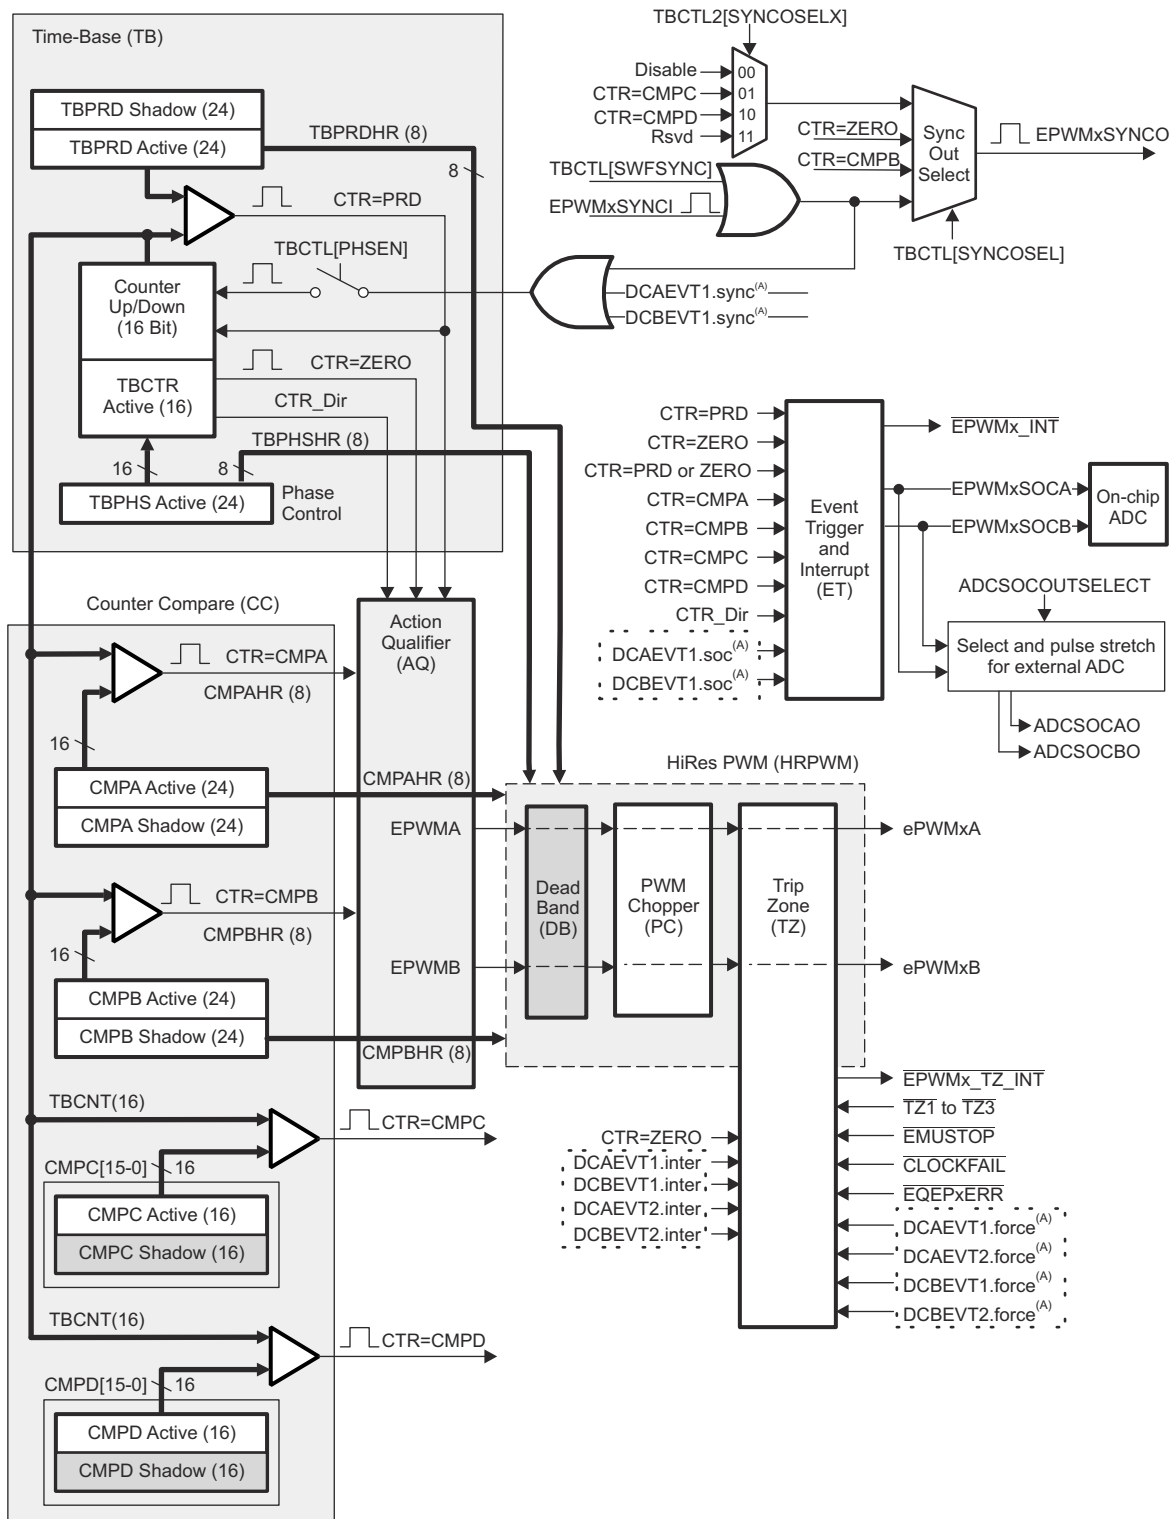 TBCTL2[SYNCOSELX]
Time-Base (TB)
Disable
00
CTR=CMPC
01
CTR=CMPD
10
Rsvd
11
TBPRD Shadow (24)
TBPRD Active (24)
TBPRDHR (8)
8
CTR=ZERO
CTR=CMPB
Sync
Out
Select
EPWMxSYNCO
TBCTL[SWFSYNC]
EPWMxSYNCI
TBCTL[SYNCOSEL]
CTR=PRD
TBCTL[PHSEN]
DCAEVT1.sync(A)
DCBEVT1.sync(A)
Counter
Up/Down
(16 Bit)
CTR=ZERO
TBCTR
Active (16)
CTR_Dir
TBPHSHR (8)
16
8
TBPHS Active (24)
Phase
Control
CTR=PRD
CTR=ZERO
CTR=PRD or ZERO
CTR=CMPA
CTR=CMPB
CTR=CMPC
CTR=CMPD
CTR_Dir
DCAEVT1.soc(A)
DCBEVT1.soc(A)
Event
Trigger
and
Interrupt
(ET)
EPWMx_INT
EPWMxSOCA
EPWMxSOCB
On-chip
ADC
ADCSOCOUTSELECT
Select and pulse stretch
for external ADC
ADCSOCAO
ADCSOCBO
Counter Compare (CC)
Action
Qualifier
(AQ)
CTR=CMPA
CMPAHR (8)
16
CMPA Active (24)
CMPA Shadow (24)
CMPAHR (8)
HiRes PWM (HRPWM)
EPWMA
ePWMxA
Dead
Band
(DB)
PWM
Chopper
(PC)
Trip
Zone
(TZ)
CTR=CMPB
CMPBHR (8)
16
EPWMB
ePWMxB
CMPB Active (24)
CMPB Shadow (24)
CMPBHR (8)
TBCNT(16)
CTR=CMPC
CMPC[15-0]
16
CMPC Active (16)
CMPC Shadow (16)
EPWMx_TZ_INT
TZ1 to TZ3
EMUSTOP
CLOCKFAIL
EQEPxERR
DCAEVT1.force(A)
DCAEVT2.force(A)
DCBEVT1.force(A)
DCBEVT2.force(A)
CTR=ZERO
DCAEVT1.inter
DCBEVT1.inter
DCAEVT2.inter
DCBEVT2.inter
TBCNT(16)
CTR=CMPD
CMPD[15-0]
16
CMPD Active (16)
CMPD Shadow (16)